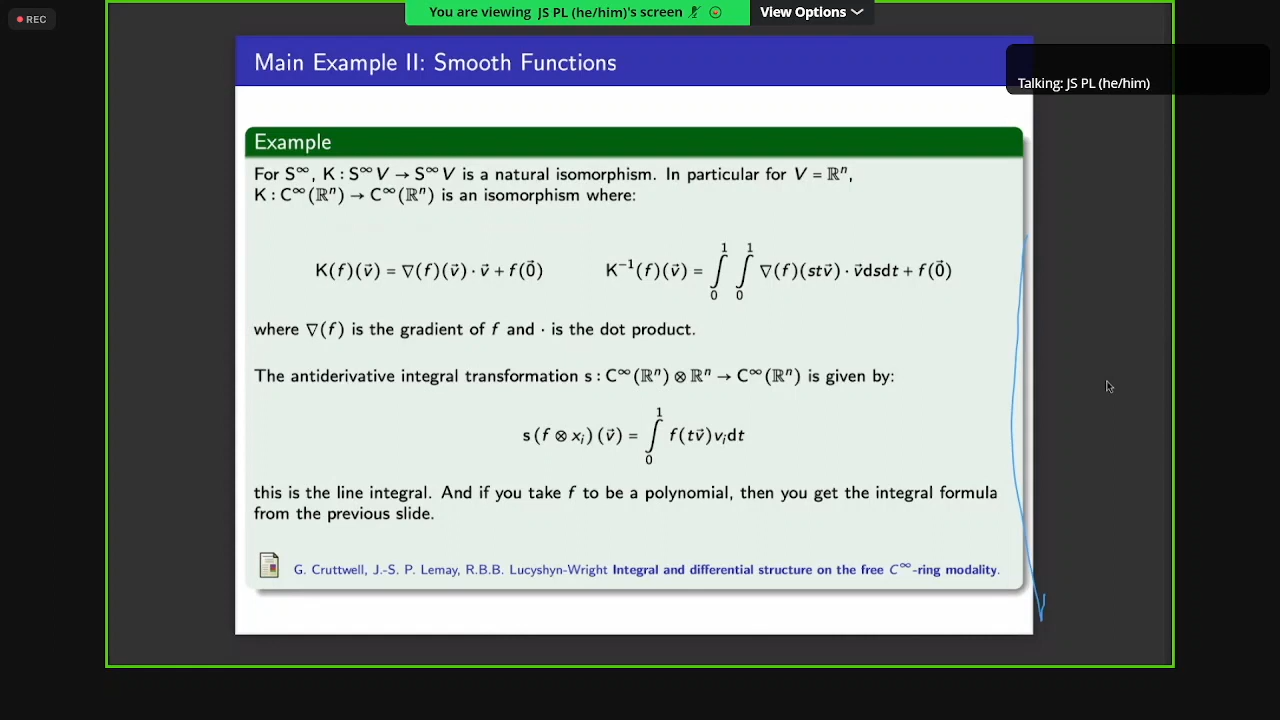 REC
You are viewing JS PL (he/him)'s screen
View Options
Talking: JS PL (he/him)
Main Example II: Smooth Functions
Example
For S^∞, K : S^∞ V → S^∞ V is a natural isomorphism. In particular for V = ℝ^n,
K : C^∞(ℝ^n) → C^∞(ℝ^n) is an isomorphism where:
K(f)(v⃗) = ∇(f)(v⃗) · v⃗ + f(0⃗) K^{-1}(f)(v⃗) = ∫_0^1 ∫_0^1 ∇(f)(stv⃗) · v⃗dsdt + f(0⃗)
where ∇(f) is the gradient of f and · is the dot product.
The antiderivative integral transformation s : C^∞(ℝ^n) ⊗ ℝ^n → C^∞(ℝ^n) is given by:
s (f ⊗ x_i) (v⃗) = ∫_0^1 f(tv⃗)v_i dt
this is the line integral. And if you take f to be a polynomial, then you get the integral formula
from the previous slide.
G. Cruttwell, J.-S. P. Lemay, R.B.B. Lucyshyn-Wright Integral and differential structure on the free C^∞-ring modality.